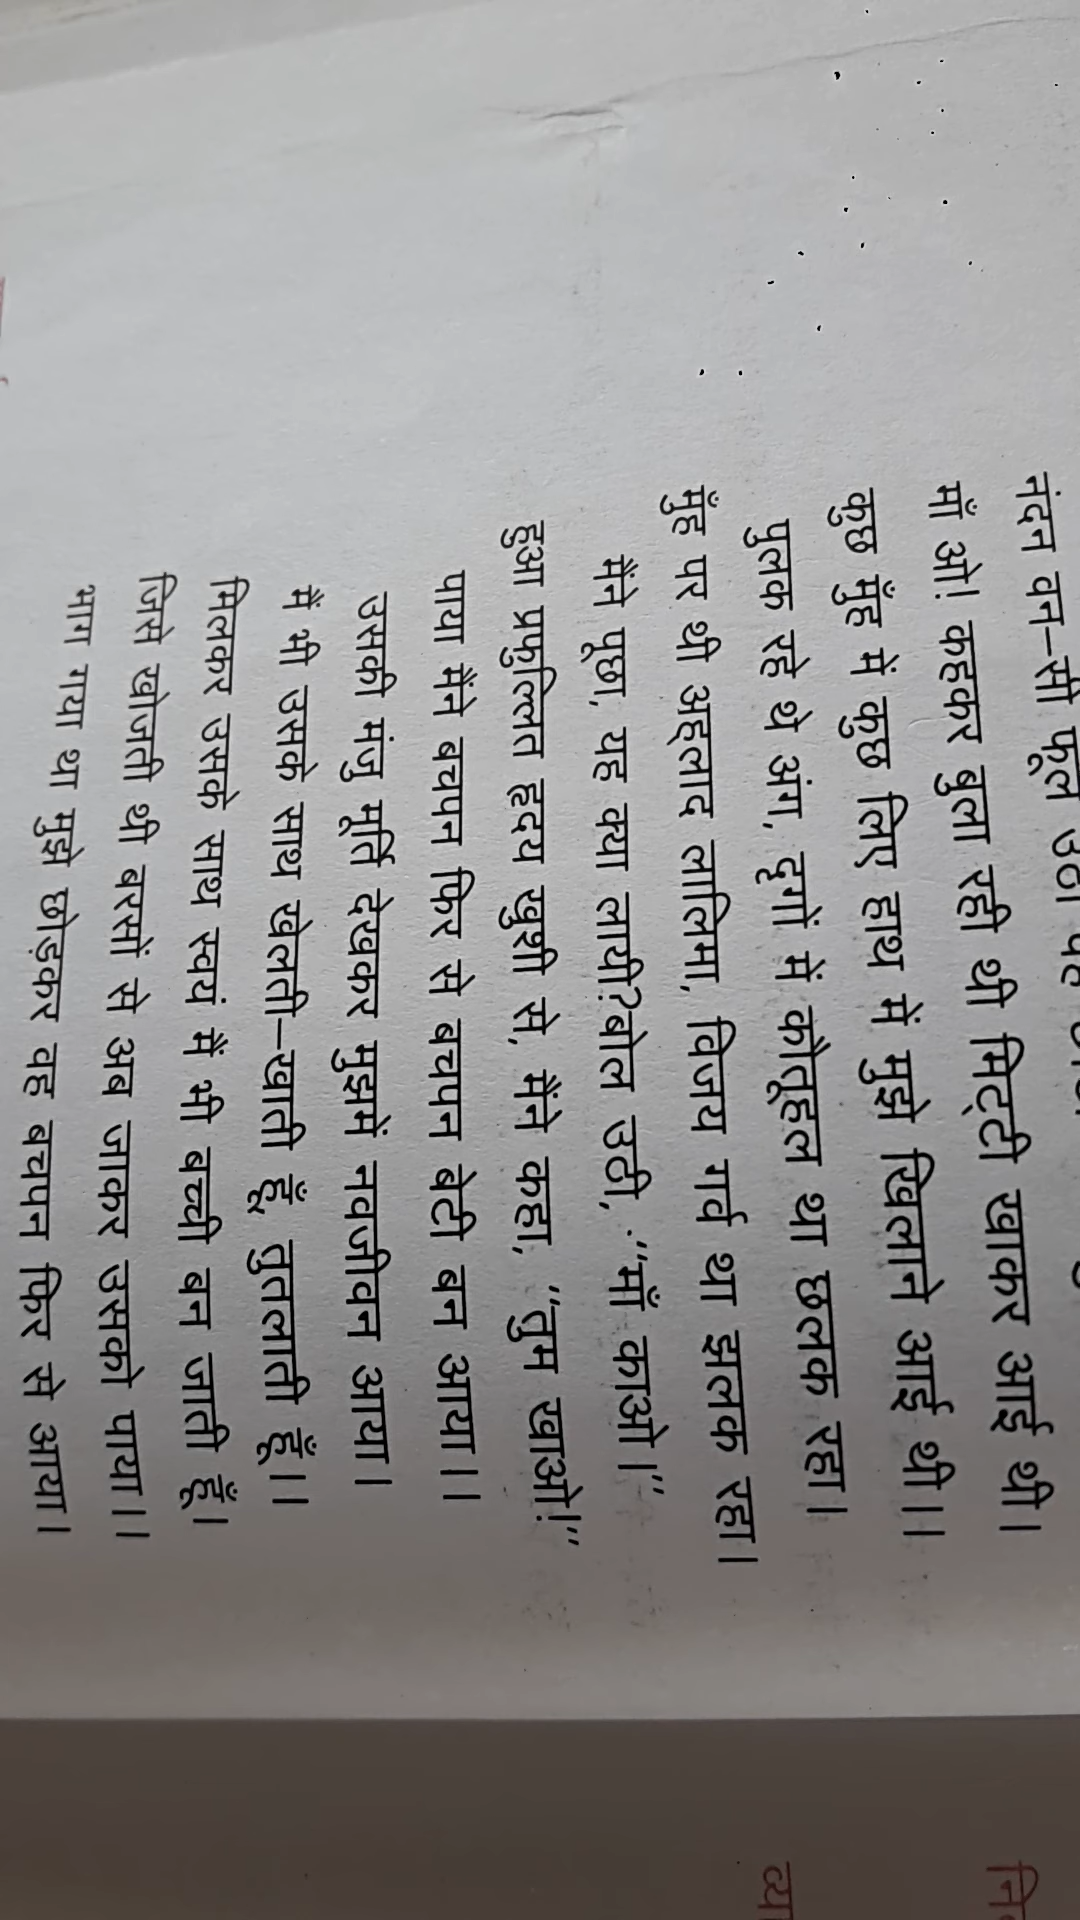 नंदन वन-सी फूल उठी
माँ ओ! कहकर बुला रही थी मिट्टी खाकर आई थी।
कुछ मुँह में कुछ लिए हाथ में मुझे खिलाने आई थी।।
पुलक रहे थे अंग, दृगों में कौतूहल था छलक रहा।
मुँह पर थी अह्लाद लालिमा, विजय गर्व था झलक रहा।
मैंने पूछा, यह क्या लायी?बोल उठी, "माँ काओ।"
हुआ प्रफुल्लित हृदय खुशी से, मैंने कहा, "तुम खाओ!"
पाया मैंने बचपन फिर से बचपन बेटी बन आया।।
उसकी मंजु मूर्ति देखकर मुझमें नवजीवन आया।
मैं भी उसके साथ खेलती-खाती हूँ तुतलाती हूँ।।
मिलकर उसके साथ स्वयं मैं भी बच्ची बन जाती हूँ।
जिसे खोजती थी बरसों से अब जाकर उसको पाया।।
भाग गया था मुझे छोड़कर वह बचपन फिर से आया।